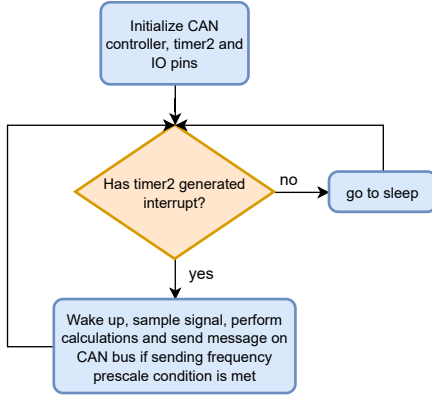 Initialize CAN
controller, timer2 and
IO pins
Has timer2 generated
interrupt?
no
go to sleep
yes
Wake up, sample signal, perform
calculations and send message on
CAN bus if sending frequency
prescale condition is met